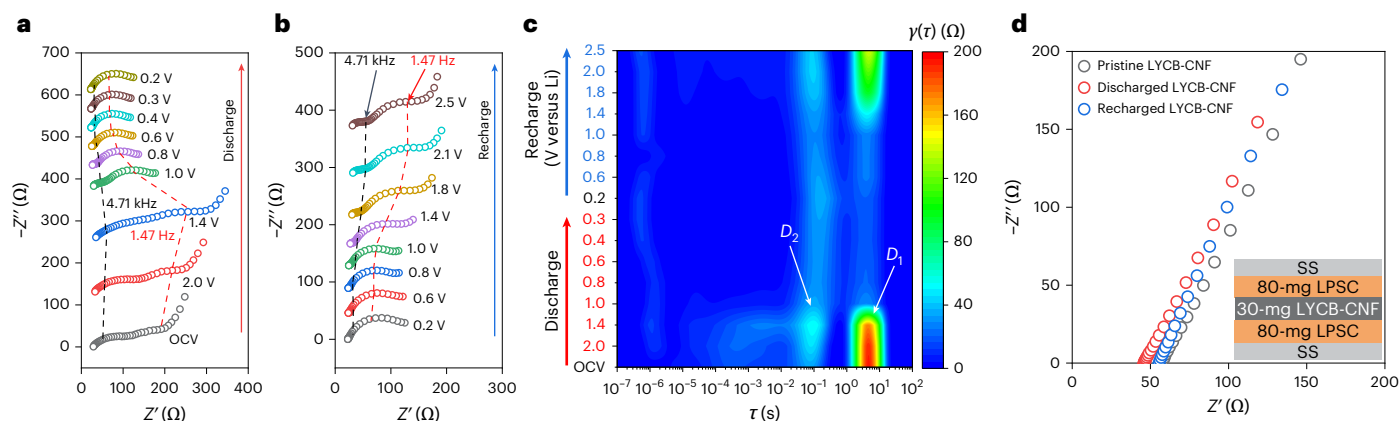 a
700
600
500
400
300
200
100
0
−Z″ (Ω)
0.2 V
0.3 V
0.4 V
0.6 V
0.8 V
1.0 V
4.71 kHz
1.4 V
1.47 Hz
2.0 V
OCV
Discharge
0 100 200 300 400
Z′ (Ω)
b
500
400
300
200
100
0
−Z″ (Ω)
4.71 kHz
1.47 Hz
2.5 V
2.1 V
1.8 V
1.4 V
1.0 V
0.8 V
0.6 V
0.2 V
Recharge
0 100 200 300
Z′ (Ω)
c
Recharge
(V versus Li)
Discharge
2.5
2.0
1.8
1.4
0.8
0.2
0.3
0.4
0.6
1.0
1.4
2.0
OCV
D2
D1
10−7 10−6 10−5 10−4 10−3 10−2 10−1 100 101 102
τ (s)
γ(τ) (Ω)
200
160
120
80
40
0
d
200
150
100
50
0
−Z″ (Ω)
Pristine LYCB-CNF
Discharged LYCB-CNF
Recharged LYCB-CNF
SS
80-mg LPSC
30-mg LYCB-CNF
80-mg LPSC
SS
0 50 100 150 200
Z′ (Ω)